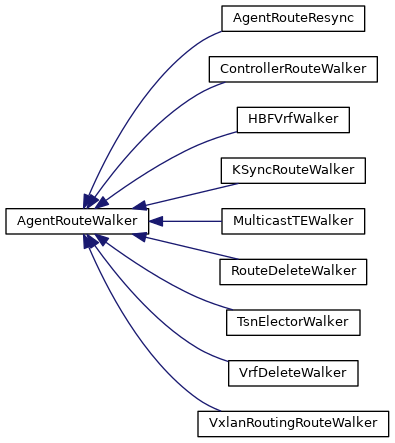 AgentRouteResync
ControllerRouteWalker
HBFVrfWalker
KSyncRouteWalker
AgentRouteWalker
MulticastTEWalker
RouteDeleteWalker
TsnElectorWalker
VrfDeleteWalker
VxlanRoutingRouteWalker